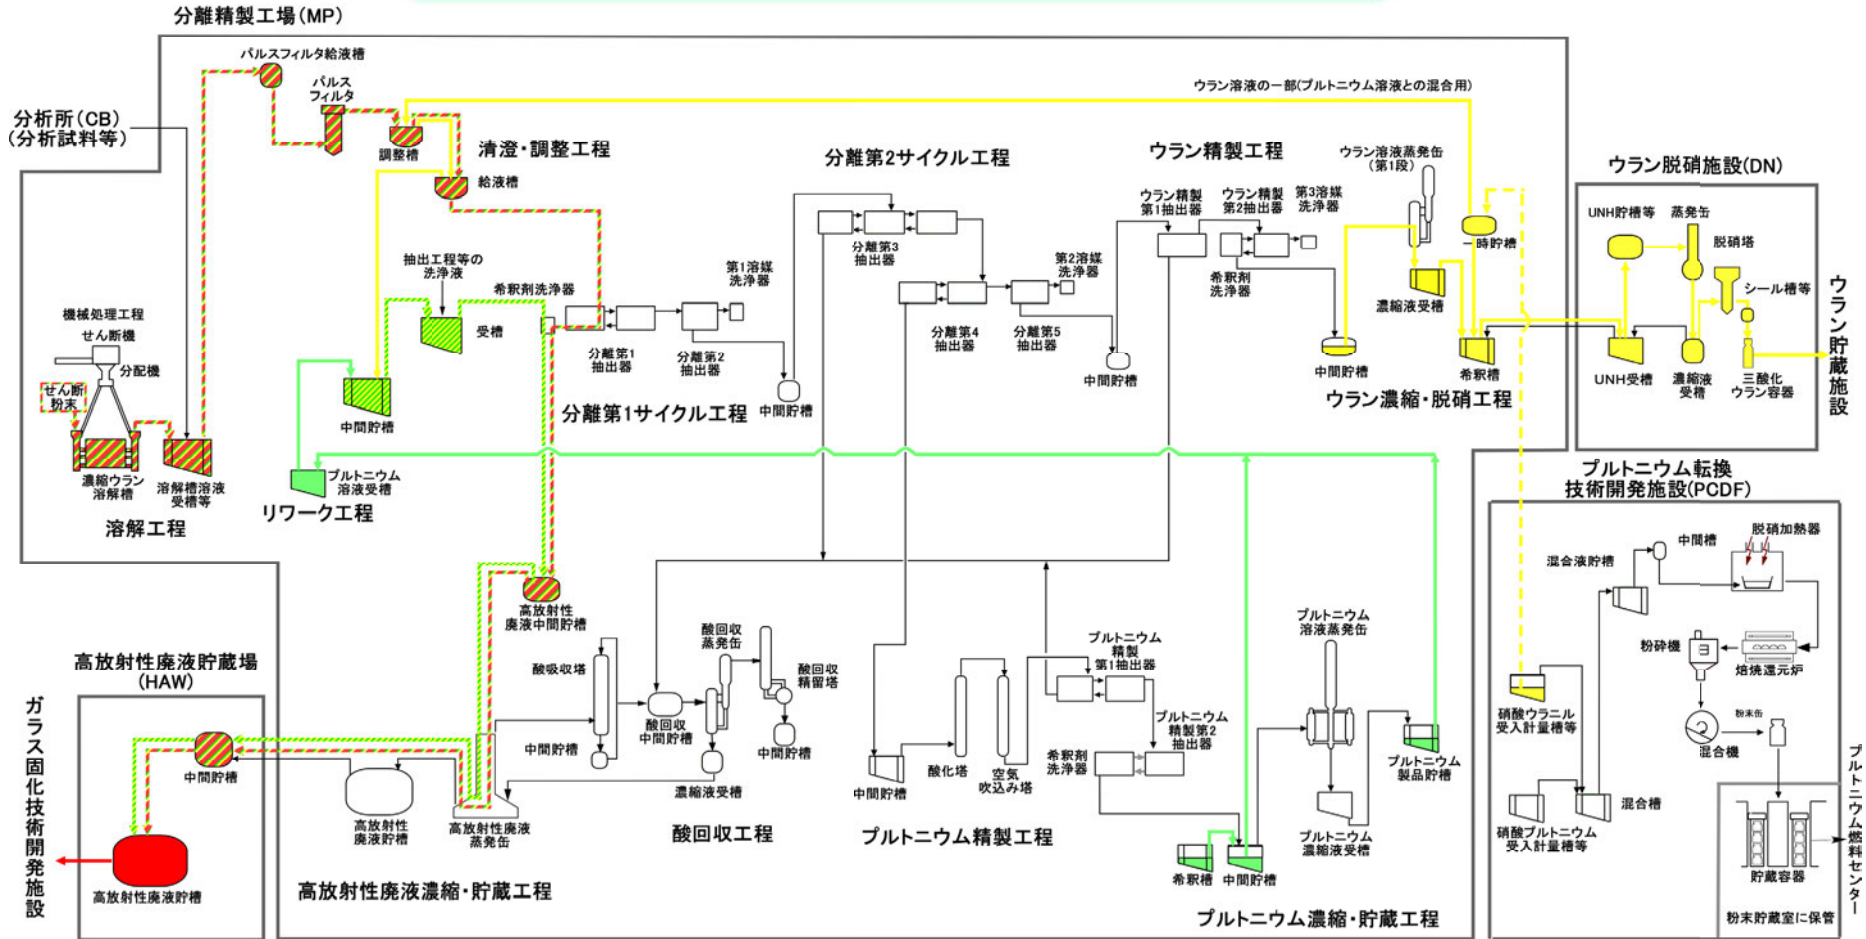 分離精製工場(MP)
パルスフィルタ給液槽
パルス
フィルタ
分析所(CB)
(分析試料等)
調整槽
清澄・調整工程
給液槽
ウラン溶液の一部(プルトニウム溶液との混合用)
分離第2サイクル工程
ウラン精製工程
ウラン溶液蒸発缶
(第1段)
ウラン精製
第1抽出器
ウラン精製
第2抽出器
第3溶媒
洗浄器
分離第3
抽出器
第2溶媒
洗浄器
希釈剤
洗浄器
一時貯槽
濃縮液受槽
抽出工程等の
洗浄液
希釈剤洗浄器
第1溶媒
洗浄器
受槽
分離第1
抽出器
分離第2
抽出器
分離第4
抽出器
分離第5
抽出器
中間貯槽
中間貯槽
中間貯槽
希釈槽
分離第1サイクル工程
ウラン濃縮・脱硝工程
機械処理工程
せん断機
分配機
せん断
粉末
濃縮ウラン
溶解槽
溶解槽溶液
受槽等
溶解工程
中間貯槽
プルトニウム
溶液受槽
リワーク工程
ウラン脱硝施設(DN)
UNH貯槽等
蒸発缶
脱硝塔
シール槽等
UNH受槽
濃縮液
受槽
三酸化
ウラン容器
ウラン貯蔵施設
プルトニウム転換
技術開発施設(PCDF)
脱硝加熱器
中間槽
混合液貯槽
粉砕機
焙焼還元炉
硝酸ウラニル
受入計量槽等
粉末缶
混合機
混合槽
硝酸プルトニウム
受入計量槽等
貯蔵容器
粉末貯蔵室に保管
プルトニウム燃料センター
高放射性
廃液中間貯槽
酸吸収塔
酸回収
蒸発缶
酸回収
精留塔
酸回収
中間貯槽
中間貯槽
中間貯槽
濃縮液受槽
酸回収工程
プルトニウム
精製
第1抽出器
プルトニウム
精製第2
抽出器
希釈剤
洗浄器
中間貯槽
酸化塔
空気
吹込み塔
プルトニウム精製工程
プルトニウム
溶液蒸発缶
プルトニウム
製品貯槽
プルトニウム
濃縮液受槽
希釈槽
中間貯槽
プルトニウム濃縮・貯蔵工程
高放射性廃液貯蔵場
(HAW)
ガラス固化技術開発施設
中間貯槽
高放射性廃液貯槽
高放射性
廃液貯槽
高放射性廃液
蒸発缶
高放射性廃液濃縮・貯蔵工程